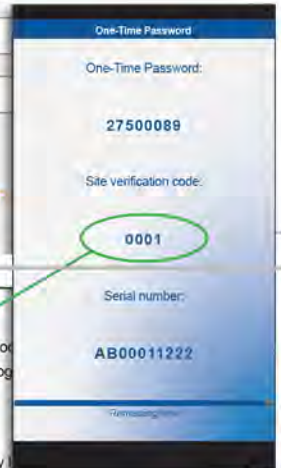 One-Time Password
One-Time Password:
27500089
Site verification code:
0001
Serial number:
AB00011222